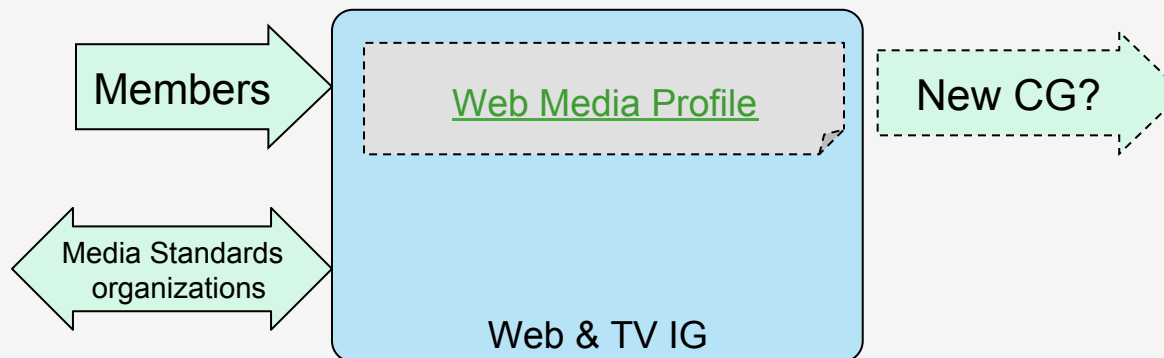 Members
Web Media Profile
New CG?
Media Standards
organizations
Web & TV IG